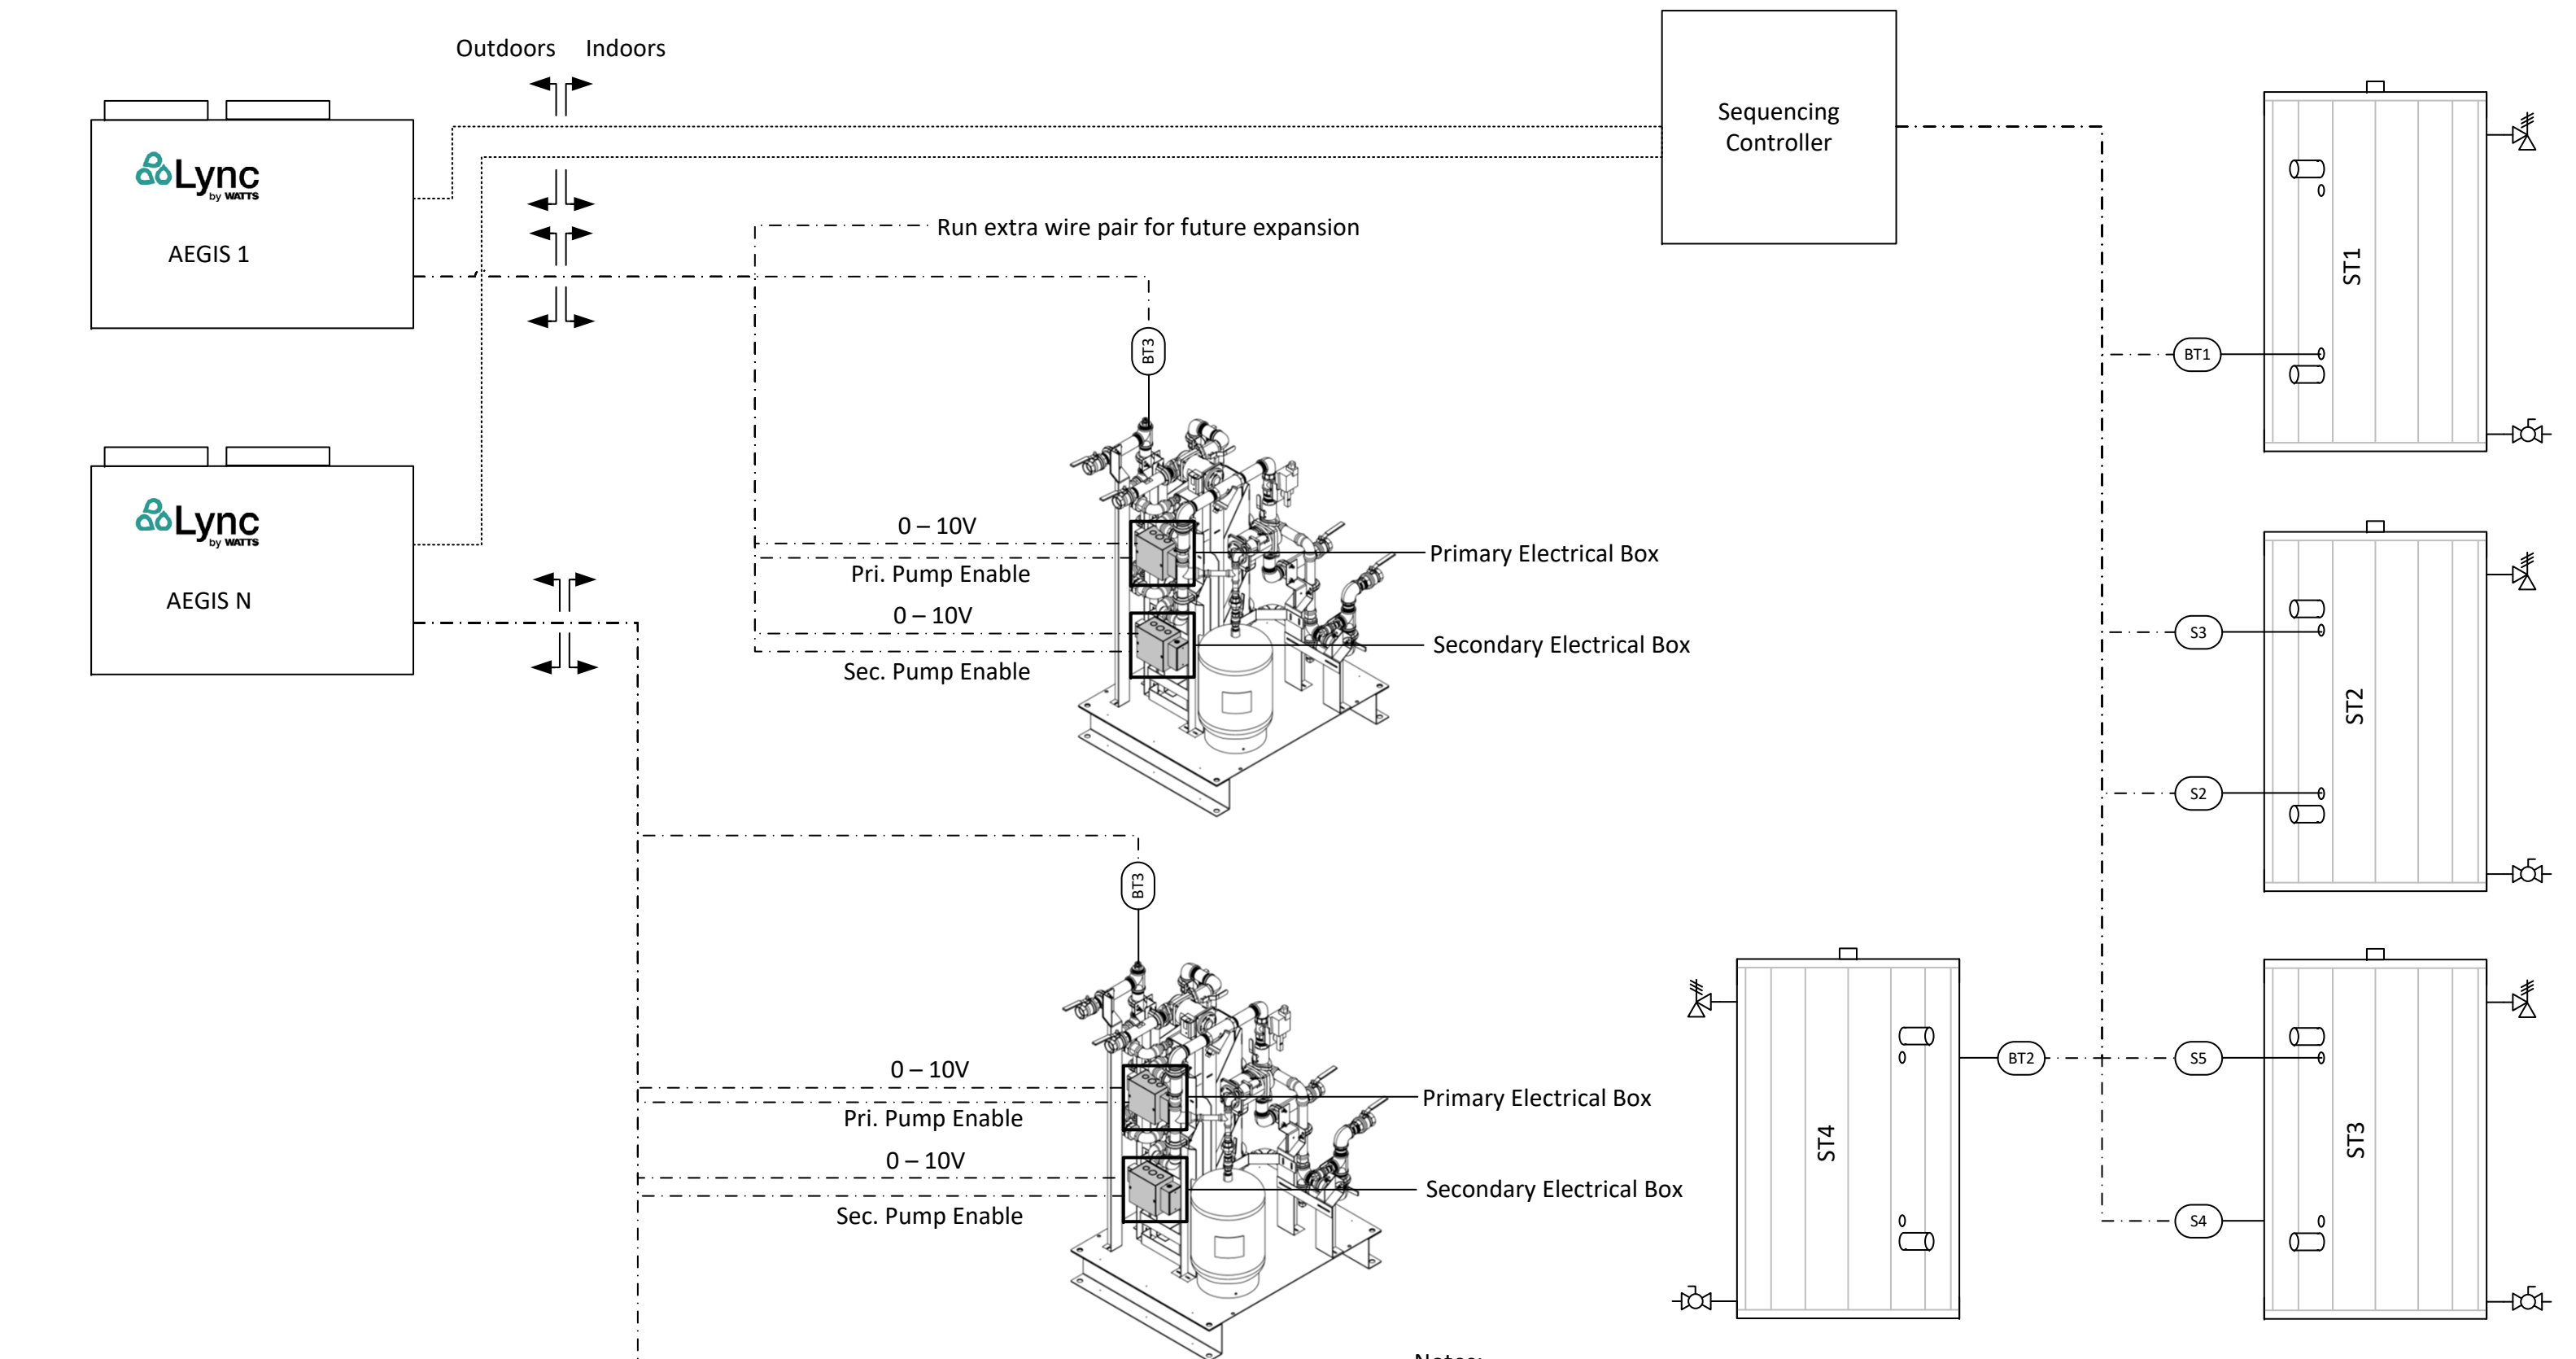 Outdoors
Indoors
Sequencing
Controller
Lync
by WATTS
AEGIS 1
Run extra wire pair for future expansion
ST1
BT3
BT1
Lync
by WATTS
AEGIS N
0 – 10V
Pri. Pump Enable
Primary Electrical Box
0 – 10V
Sec. Pump Enable
Secondary Electrical Box
S3
ST2
S2
BT3
0 – 10V
Pri. Pump Enable
Primary Electrical Box
0 – 10V
Sec. Pump Enable
Secondary Electrical Box
ST4
BT2
S5
ST3
S4
Notes: